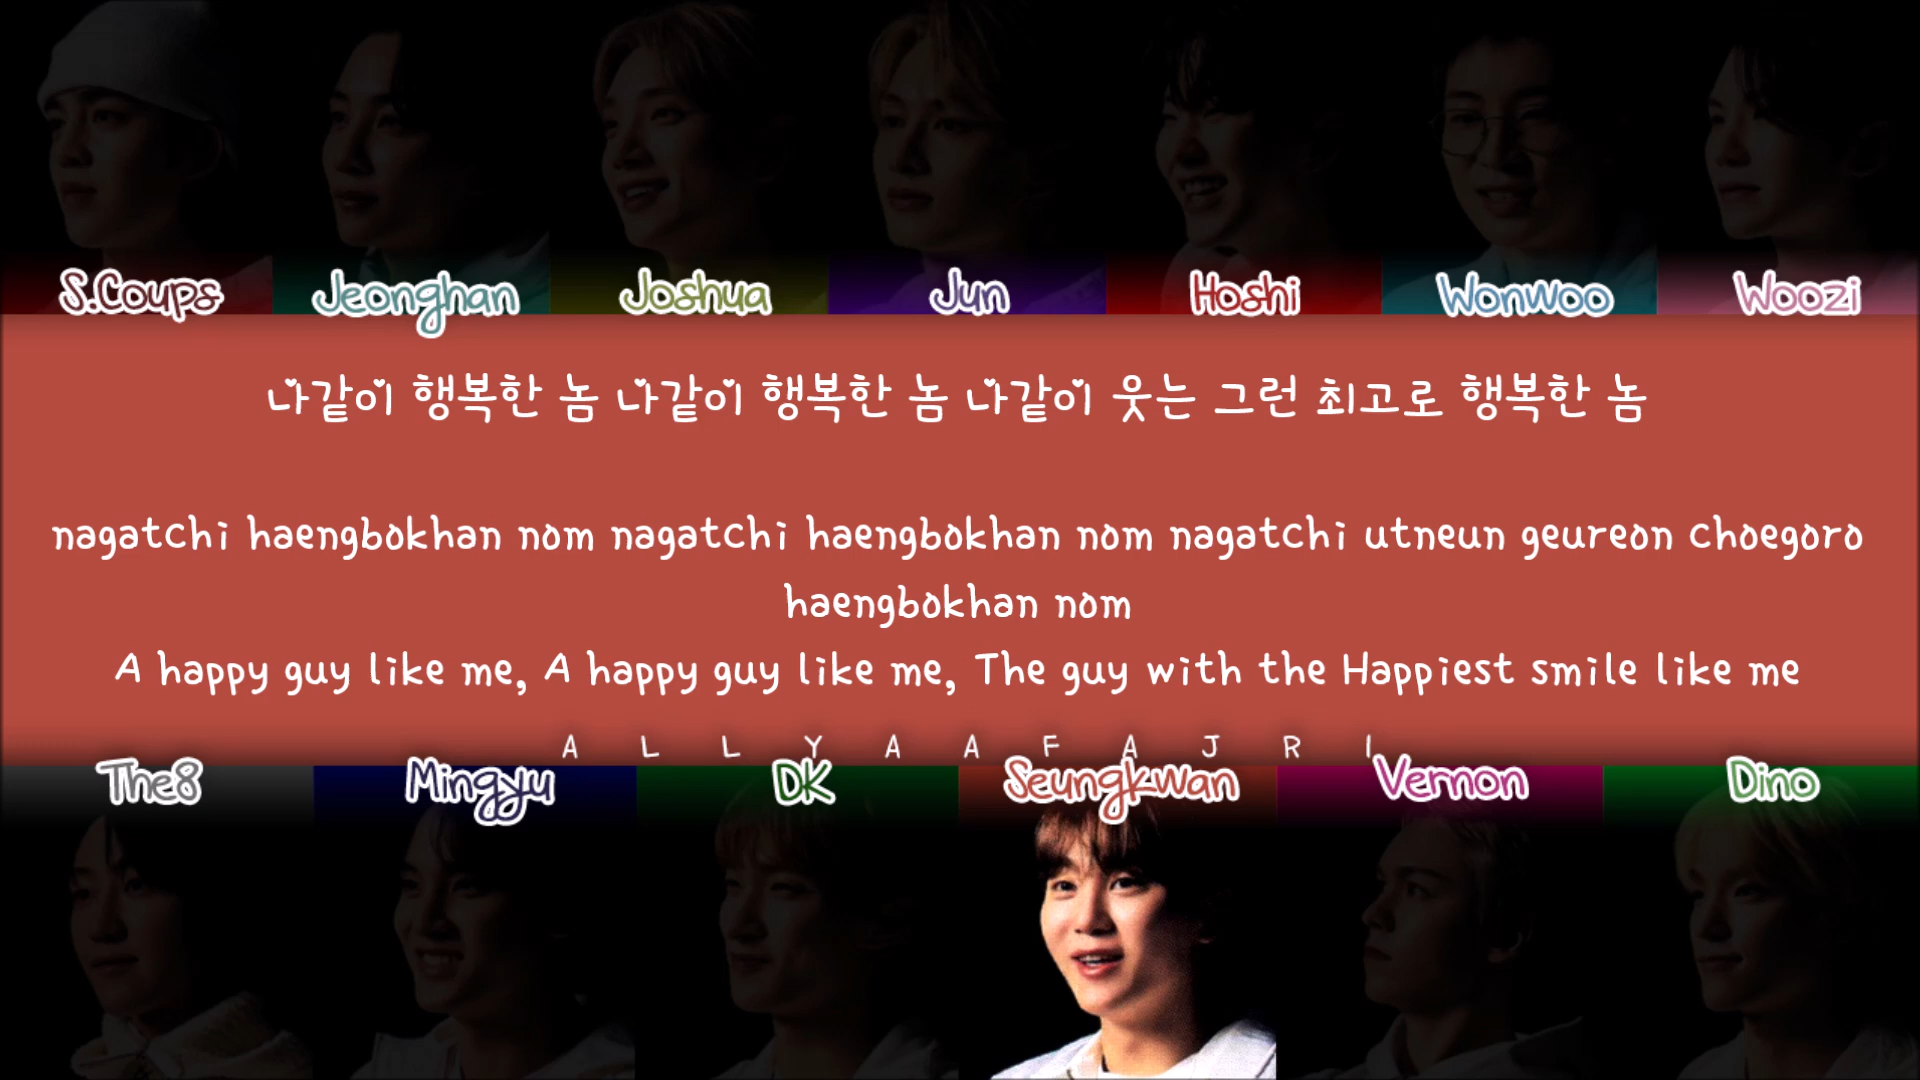 S.Coups Jeonghan Joshua Jun Hoshi Wonwoo Woozi
나같이 행복한 놈 나같이 행복한 놈 나같이 웃는 그런 최고로 행복한 놈
nagatchi haengbokhan nom nagatchi haengbokhan nom nagatchi utneun geureon choegoro
haengbokhan nom
A happy guy like me, A happy guy like me, The guy with the Happiest smile like me
A L L Y A A F A J R I
The8 Mingyu DK Seungkwan Vernon Dino